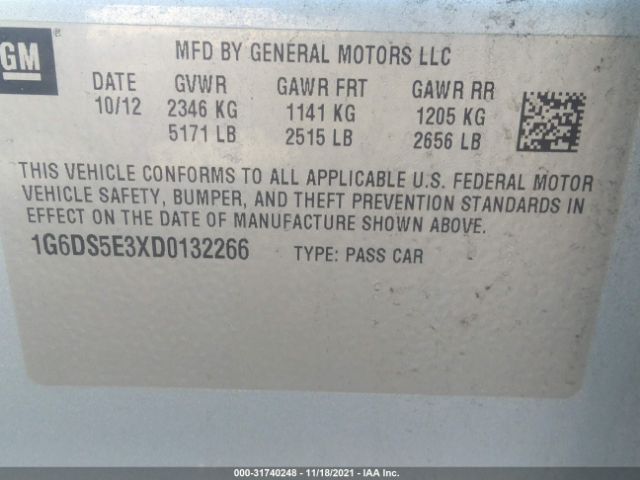 GM ®
MFD BY GENERAL MOTORS LLC
DATE GVWR GAWR FRT GAWR RR
10/12 2346 KG 1141 KG 1205 KG
5171 LB 2515 LB 2656 LB
THIS VEHICLE CONFORMS TO ALL APPLICABLE U.S. FEDERAL MOTOR
VEHICLE SAFETY, BUMPER, AND THEFT PREVENTION STANDARDS IN
EFFECT ON THE DATE OF MANUFACTURE SHOWN ABOVE.
1G6DS5E3XD0132266 TYPE: PASS CAR
000-31740248 - 11/18/2021 - IAA Inc.